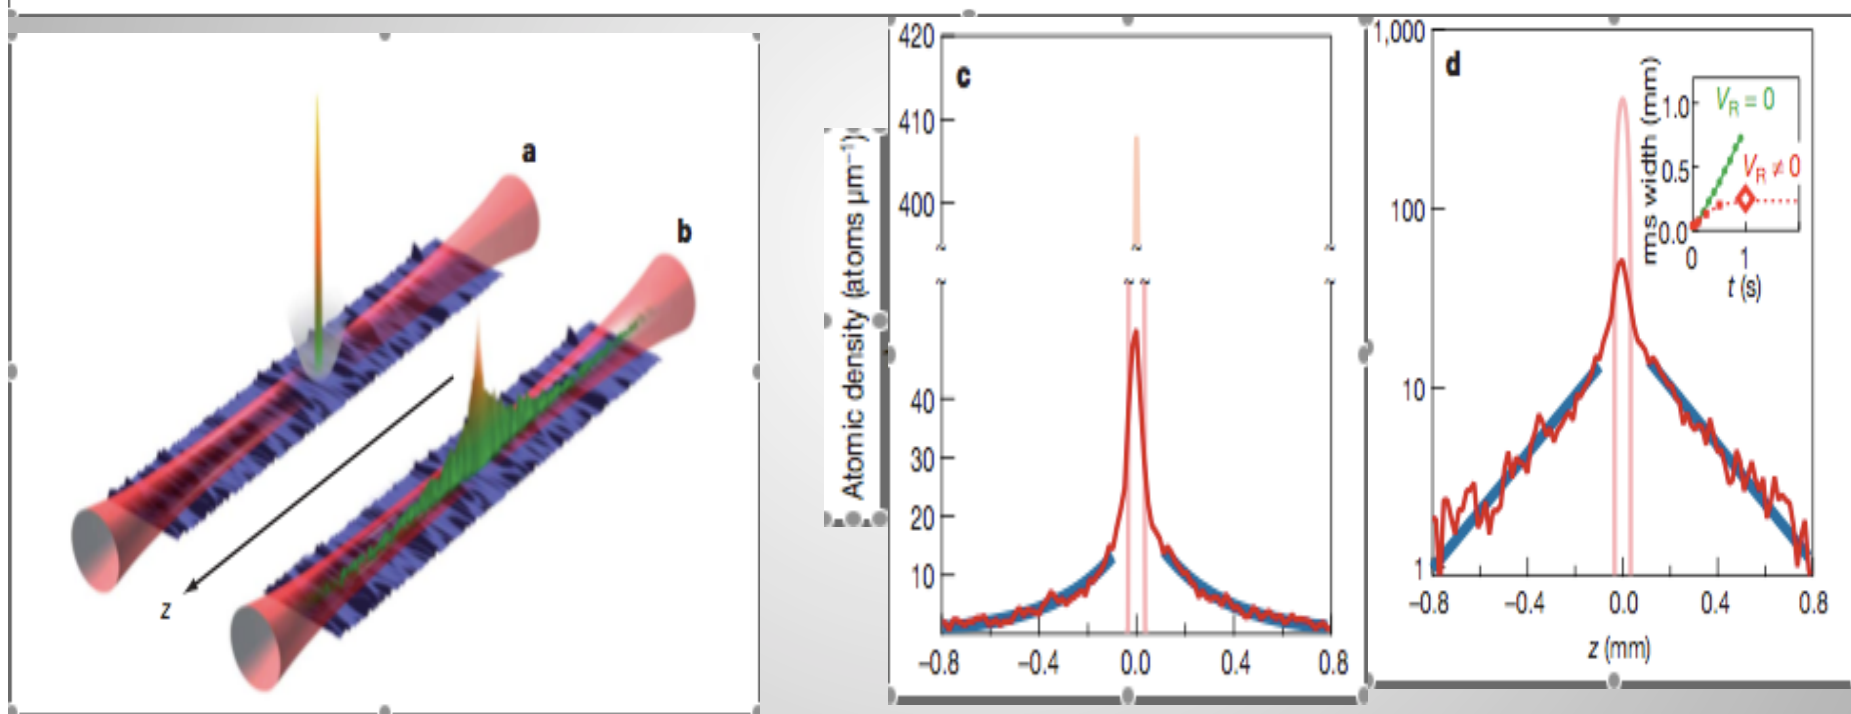 a
b
z
Atomic density (atoms μm⁻¹)
c
420
410
400
40
30
20
10
−0.8 −0.4 0.0 0.4 0.8
d
1,000
100
10
1
−0.8 −0.4 0.0 0.4 0.8
z (mm)
rms width (mm)
1.0
0.5
0.0
V_R = 0
V_R ≠ 0
0 1
t (s)